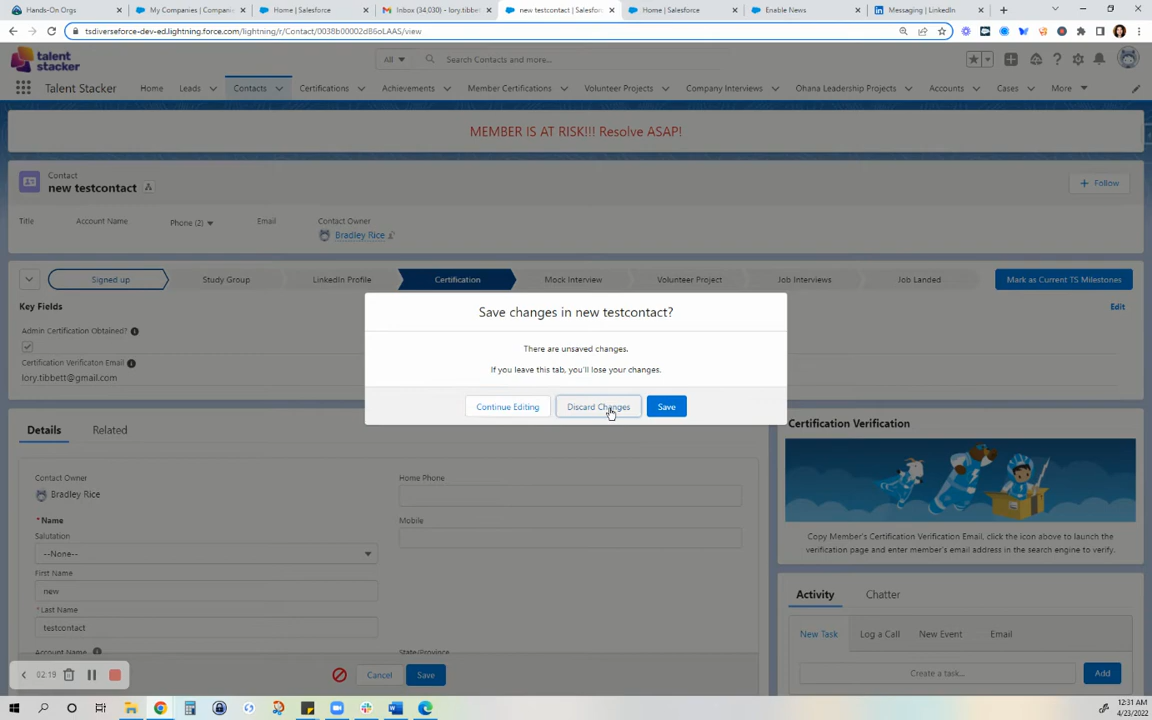 Hands-On Orgs
My Companies | Companie
Home | Salesforce
Inbox (34,030) - lory.tibbet
new testcontact | Salesforc
Home | Salesforce
Enable News
Messaging | LinkedIn
tsdiverseforce-dev-ed.lightning.force.com/lightning/r/Contact/0038b00002d86oLAAS/view
talent
stacker
All
Search Contacts and more...
Talent Stacker
Home
Leads
Contacts
Certifications
Achievements
Member Certifications
Volunteer Projects
Company Interviews
Ohana Leadership Projects
Accounts
Cases
More
MEMBER IS AT RISK!!! Resolve ASAP!
Contact
new testcontact
Follow
Title
Account Name
Phone (2)
Email
Contact Owner
Bradley Rice
Signed up
Study Group
LinkedIn Profile
Certification
Mock Interview
Volunteer Project
Job Interviews
Job Landed
Mark as Current TS Milestones
Key Fields
Edit
Admin Certification Obtained?
Certification Verificaton Email
lory.tibbett@gmail.com
Save changes in new testcontact?
There are unsaved changes.
If you leave this tab, you'll lose your changes.
Continue Editing
Discard Changes
Save
Details
Related
Contact Owner
Bradley Rice
* Name
Salutation
--None--
First Name
new
* Last Name
testcontact
Account Name
Home Phone
Mobile
State/Province
Cancel
Save
Certification Verification
Copy Member's Certification Verification Email, click the icon above to launch the
verification page and enter member's email address in the search engine to verify.
Activity
Chatter
New Task
Log a Call
New Event
Email
Create a task...
Add
02:19
12:31 AM
4/23/2022